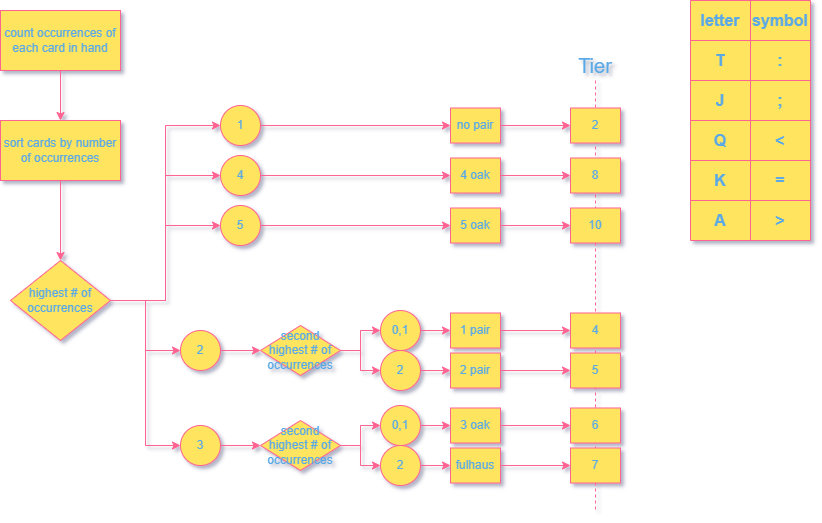 count occurrences of
each card in hand
sort cards by number
of occurrences
highest # of
occurrences
Tier
1
no pair
2
4
4 oak
8
5
5 oak
10
2
second
highest # of
occurrences
0,1
1 pair
4
2
2 pair
5
3
second
highest # of
occurrences
0,1
3 oak
6
2
fulhaus
7
letter symbol
T :
J ;
Q <
K =
A >